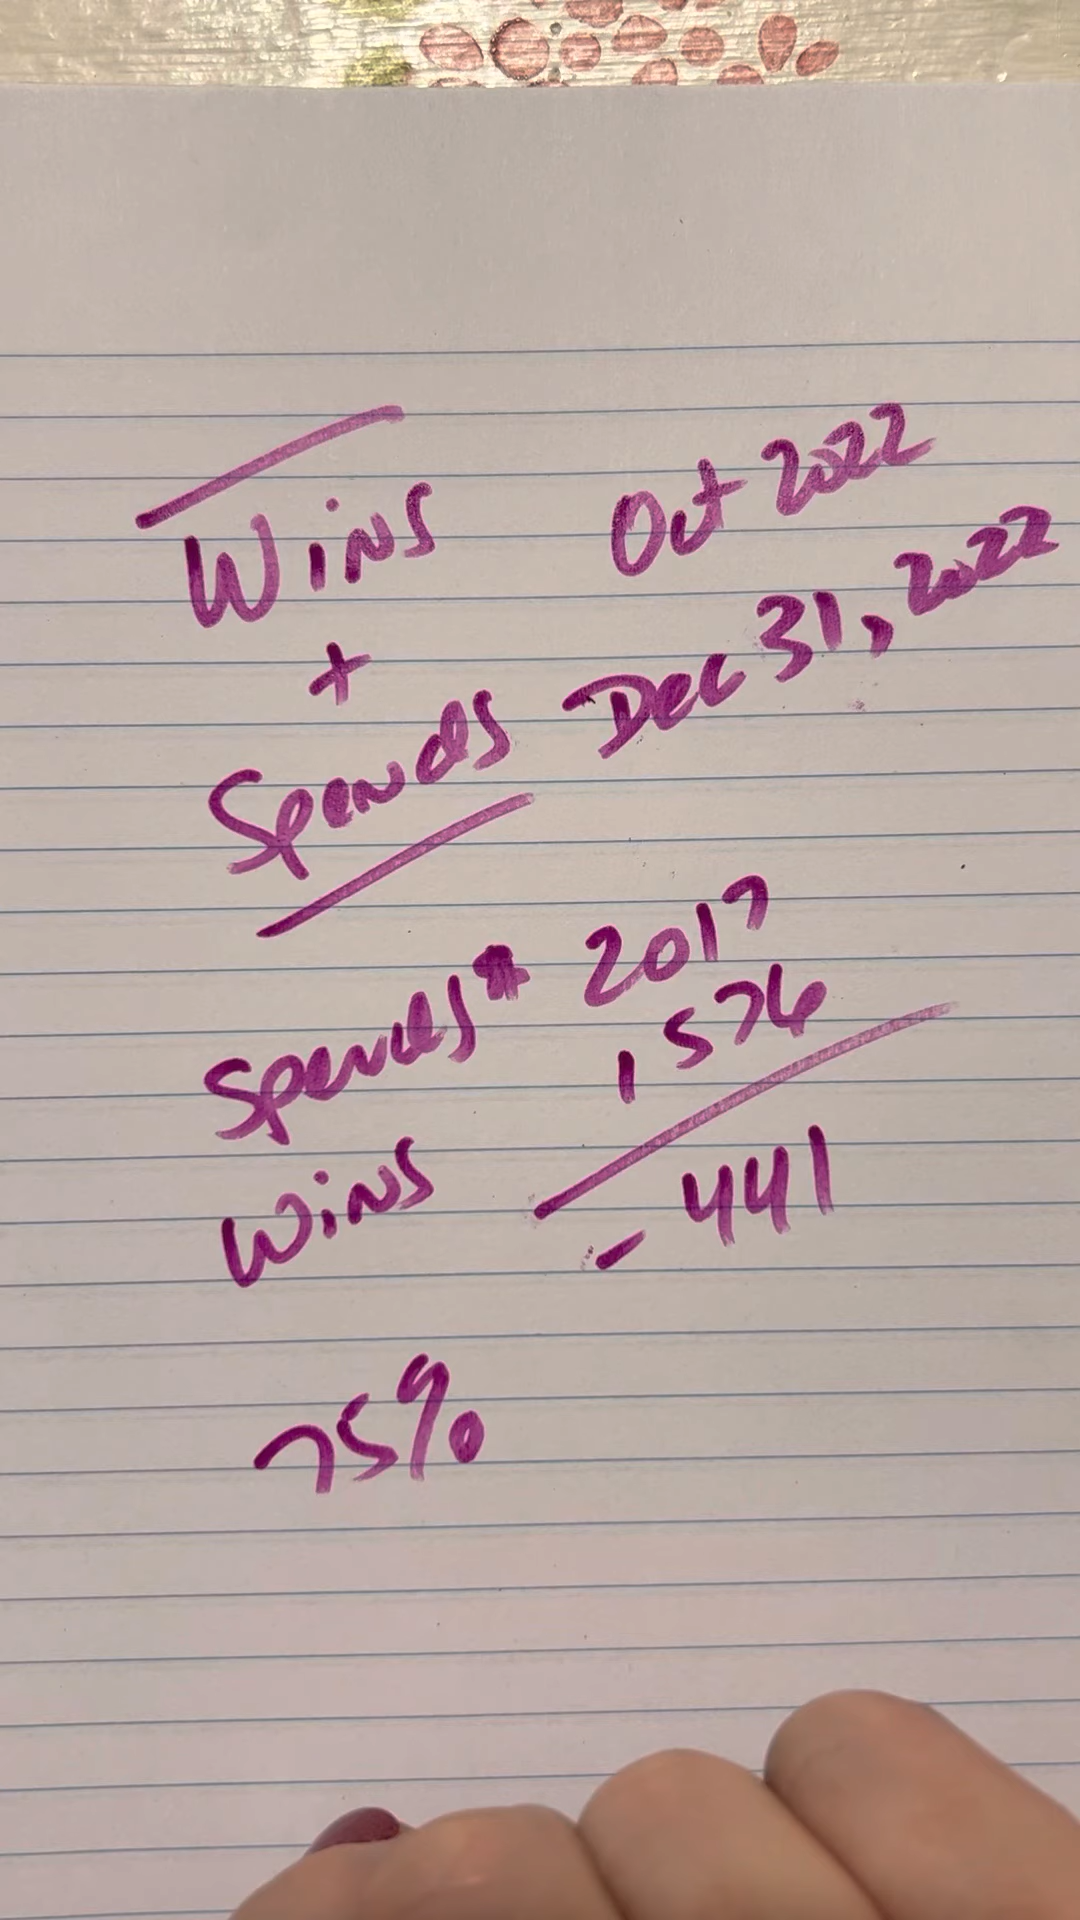 Wins Oct 2022
+
Spends - Dec 31, 2022
Spends* 2017
Wins 1576
- 441
75%